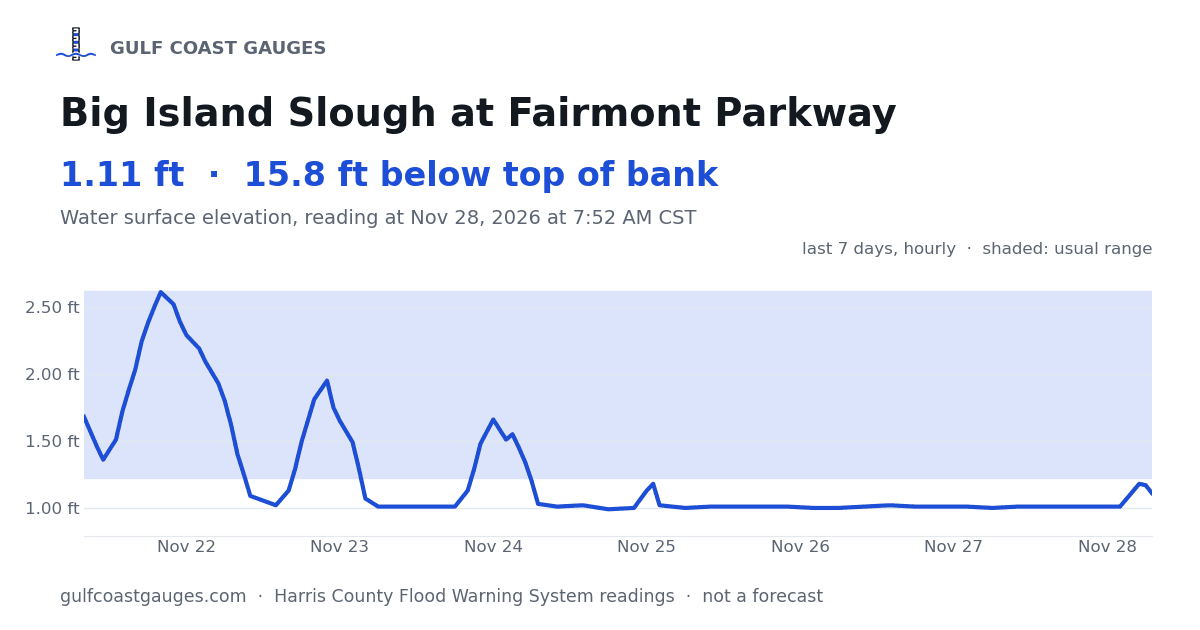 GULF COAST GAUGES
Big Island Slough at Fairmont Parkway
1.11 ft · 15.8 ft below top of bank
Water surface elevation, reading at Nov 28, 2026 at 7:52 AM CST
last 7 days, hourly · shaded: usual range
2.50 ft
2.00 ft
1.50 ft
1.00 ft
Nov 22 Nov 23 Nov 24 Nov 25 Nov 26 Nov 27 Nov 28
gulfcoastgauges.com · Harris County Flood Warning System readings · not a forecast